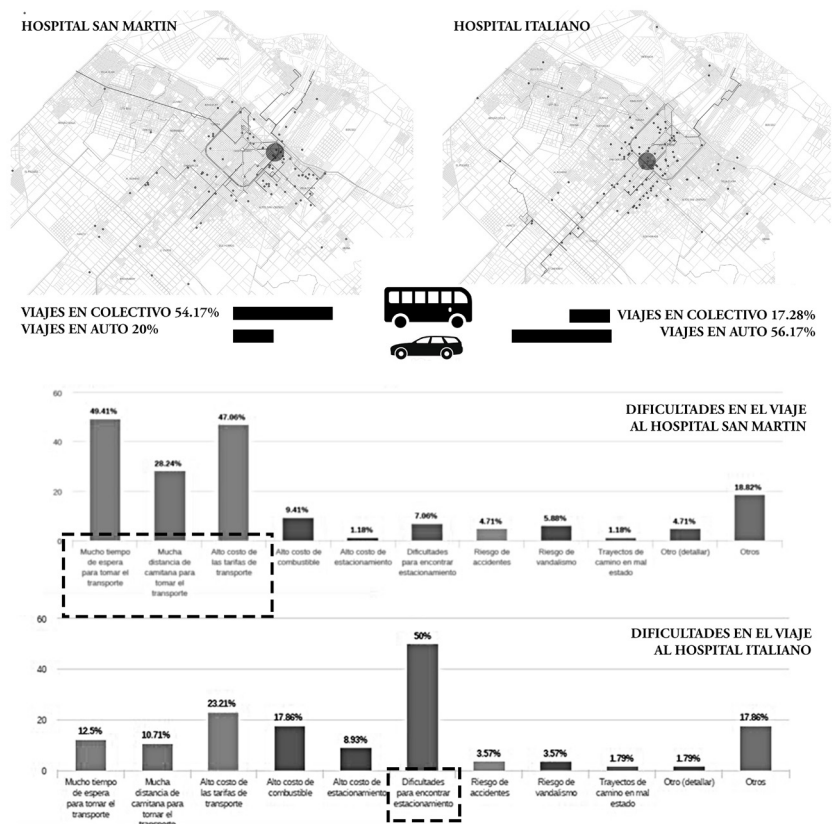 HOSPITAL SAN MARTIN
HOSPITAL ITALIANO
VIAJES EN COLECTIVO 54.17%
VIAJES EN AUTO 20%
VIAJES EN COLECTIVO 17.28%
VIAJES EN AUTO 56.17%
DIFICULTADES EN EL VIAJE
AL HOSPITAL SAN MARTIN
60
40
20
0
49.41%
28.24%
47.06%
9.41%
1.18%
7.06%
4.71%
5.88%
1.18%
4.71%
18.82%
Mucho tiempo
de espera
para tomar el
transporte
Mucha
distancia de
camitana para
tomar el
transporte
Alto costo de
las tarifas de
transporte
Alto costo de
combustible
Alto costo de
estacionamiento
Dificultades
para encontrar
estacionamiento
Riesgo de
accidentes
Riesgo de
vandalismo
Trayectos de
camino en mal
estado
Otro (detallar)
Otros
DIFICULTADES EN EL VIAJE
AL HOSPITAL ITALIANO
60
40
20
0
12.5%
10.71%
23.21%
17.86%
8.93%
50%
3.57%
3.57%
1.79%
1.79%
17.86%
Mucho tiempo
de espera
para tomar el
transporte
Mucha
distancia de
camitana para
tomar el
transporte
Alto costo de
las tarifas de
transporte
Alto costo de
combustible
Alto costo de
estacionamiento
Dificultades
para encontrar
estacionamiento
Riesgo de
accidentes
Riesgo de
vandalismo
Trayectos de
camino en mal
estado
Otro (detallar)
Otros